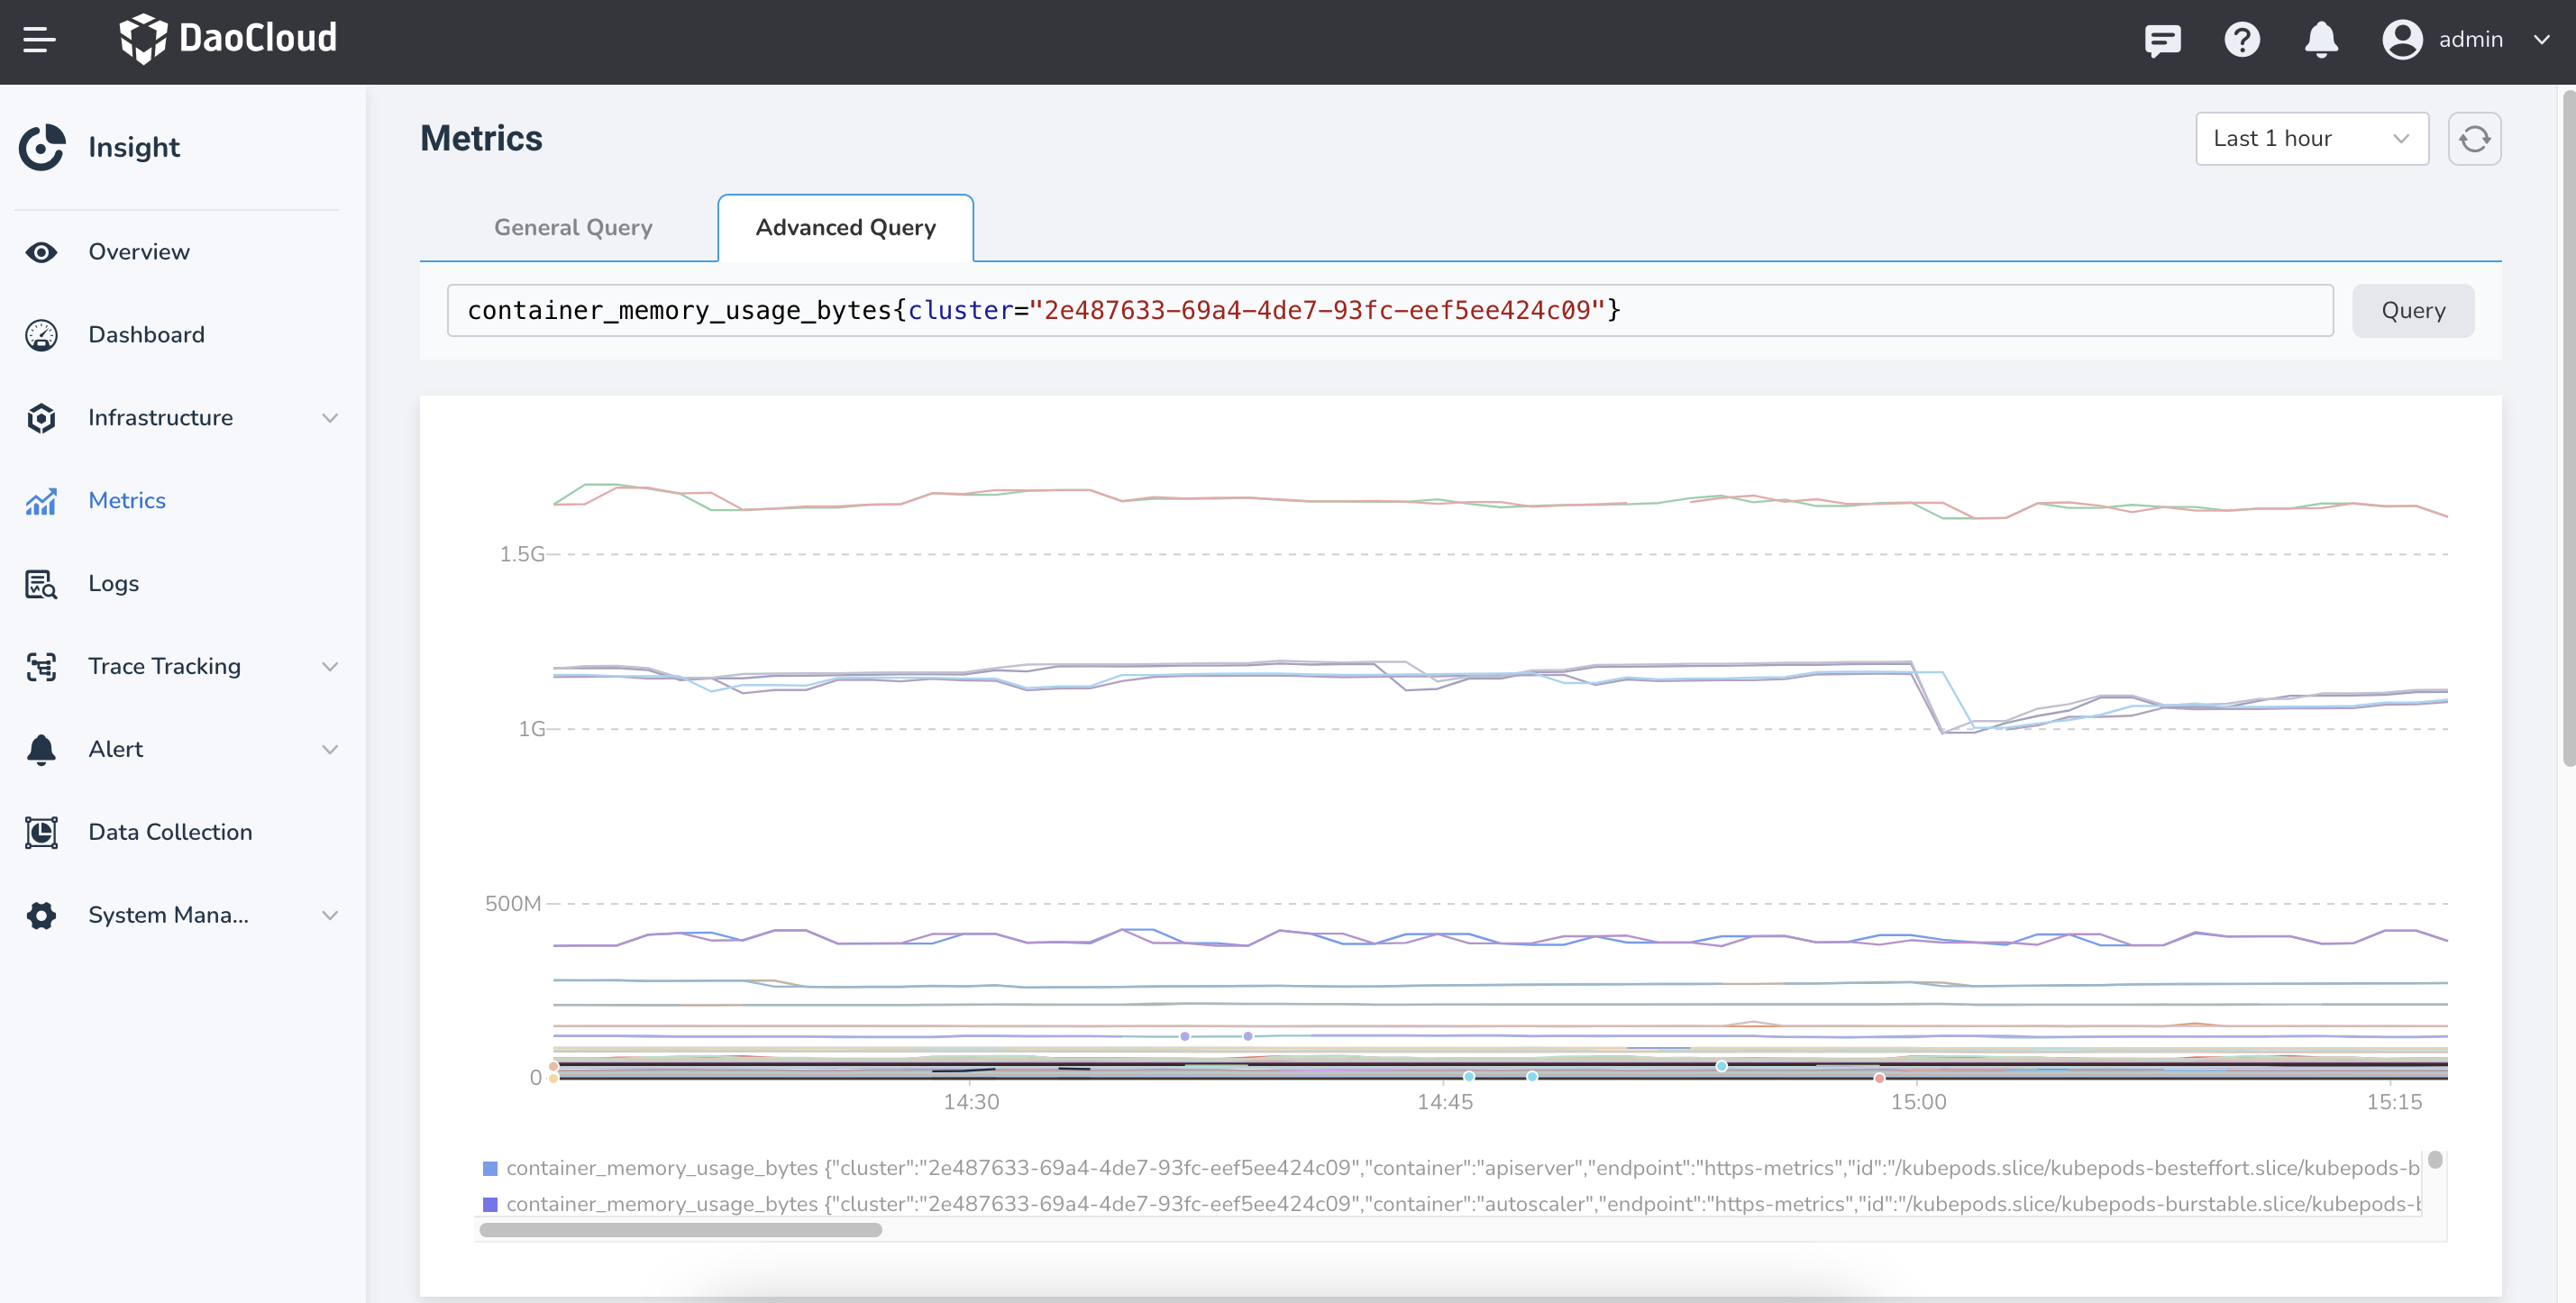 DaoCloud
admin
Insight
Overview
Dashboard
Infrastructure
Metrics
Logs
Trace Tracking
Alert
Data Collection
System Mana...
Metrics
Last 1 hour
General Query
Advanced Query
container_memory_usage_bytes{cluster="2e487633-69a4-4de7-93fc-eef5ee424c09"}
Query
1.5G
1G
500M
0
14:30
14:45
15:00
15:15
container_memory_usage_bytes {"cluster":"2e487633-69a4-4de7-93fc-eef5ee424c09","container":"apiserver","endpoint":"https-metrics","id":"/kubepods.slice/kubepods-besteffort.slice/kubepods-b
container_memory_usage_bytes {"cluster":"2e487633-69a4-4de7-93fc-eef5ee424c09","container":"autoscaler","endpoint":"https-metrics","id":"/kubepods.slice/kubepods-burstable.slice/kubepods-b